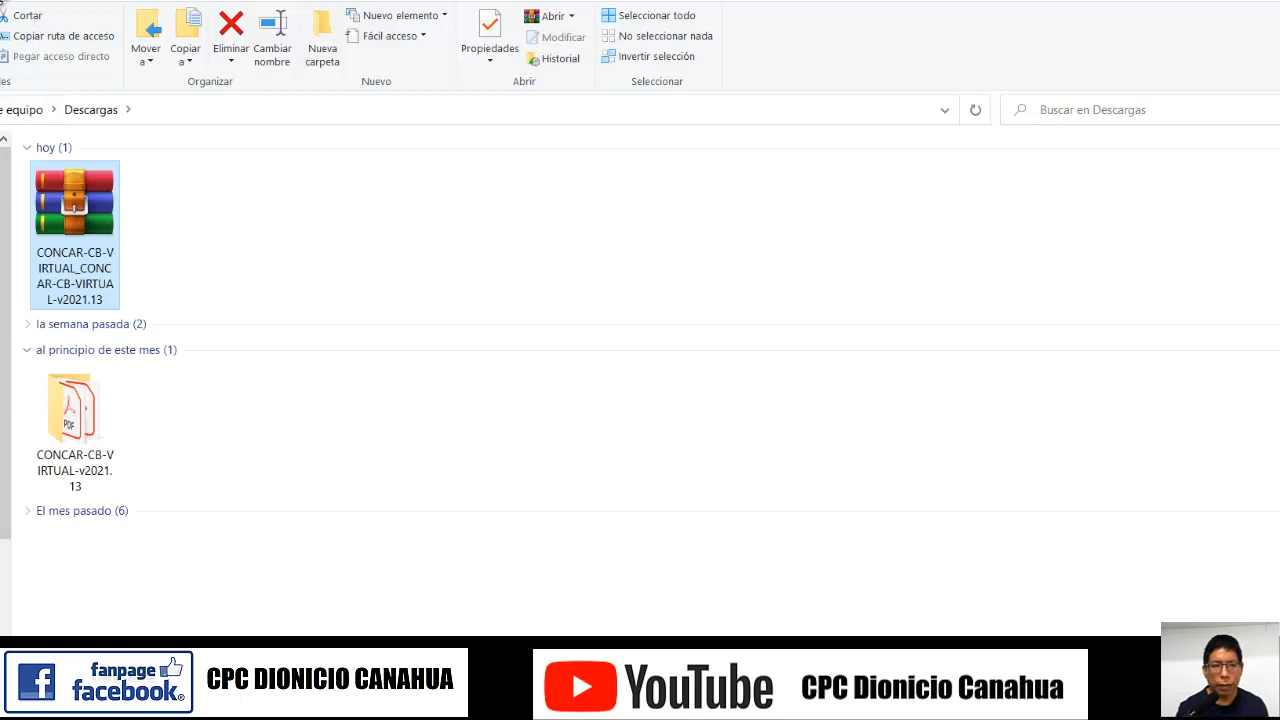 Cortar
Copiar ruta de acceso
Pegar acceso directo
Mover a
Copiar a
Eliminar
Cambiar nombre
Organizar
Nueva carpeta
Nuevo elemento
Fácil acceso
Nuevo
Propiedades
Abrir
Modificar
Historial
Abrir
Seleccionar todo
No seleccionar nada
Invertir selección
Seleccionar
e equipo > Descargas >
Buscar en Descargas
hoy (1)
CONCAR-CB-V
IRTUAL_CONC
AR-CB-VIRTUA
L-v2021.13
la semana pasada (2)
al principio de este mes (1)
PDF
CONCAR-CB-V
IRTUAL-v2021.
13
El mes pasado (6)
fanpage
facebook®
CPC DIONICIO CANAHUA
YouTube
CPC Dionicio Canahua